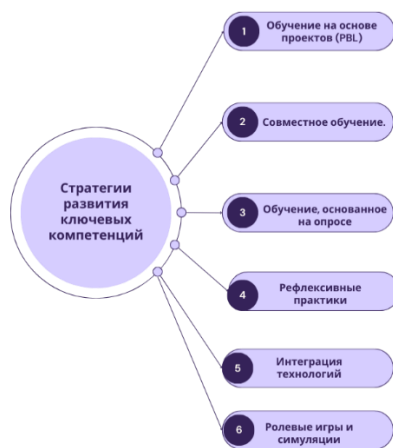 1
Обучение на основе
проектов (PBL)
2
Совместное обучение.
Стратегии
развития
ключевых
компетенций
3
Обучение, основанное
на опросе
4
Рефлексивные
практики
5
Интеграция
технологий
6
Ролевые игры и
симуляции